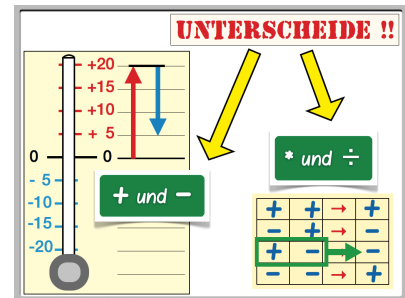 UNTERSCHEIDE !!
+20
+15
+10
+ 5
0 0
- 5
-10
-15
-20
+ und -
* und ÷
+ + → +
- + → -
+ - → -
- - → +